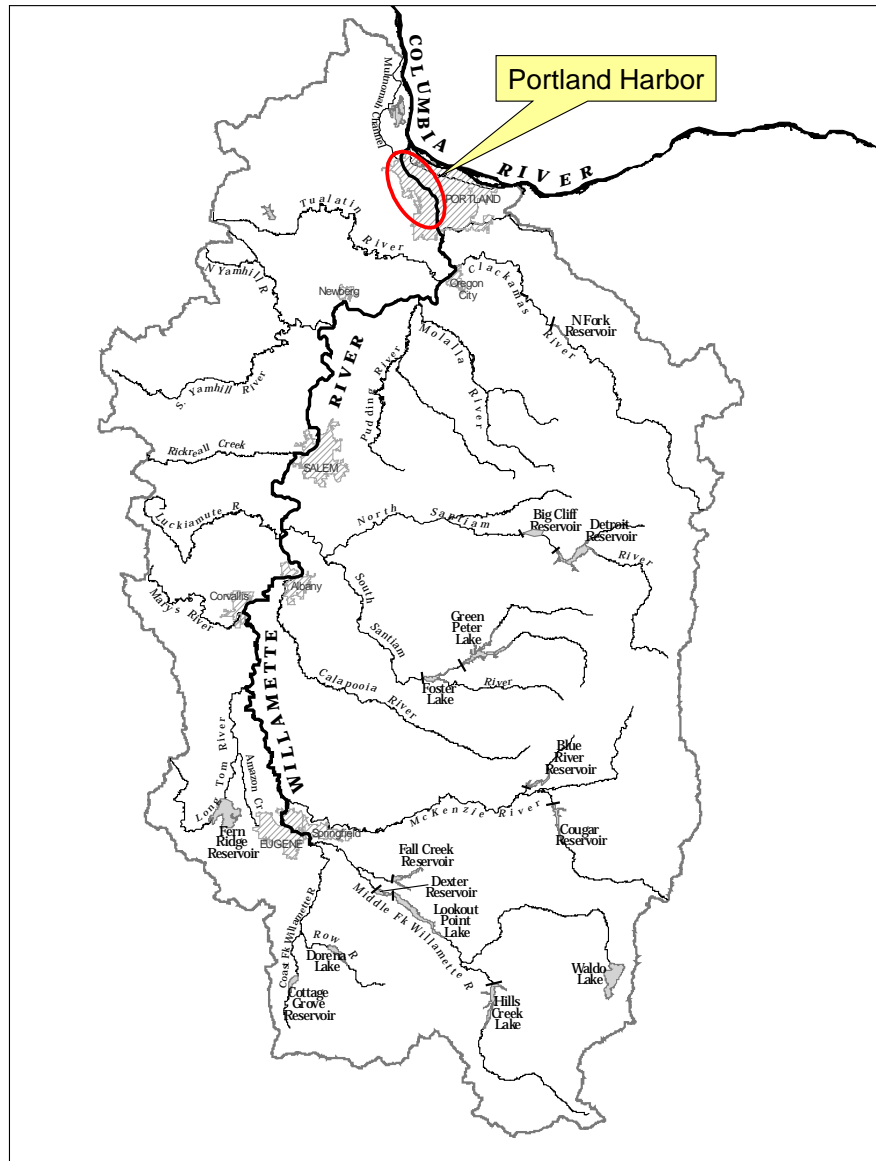 COLUMBIA
RIVER
Portland Harbor
Multnomah Channel
PORTLAND
Tualatin
River
N Yamhill R
Newberg
Oregon
City
Clackamas
River
N Fork
Reservoir
RIVER
Molalla
River
Pudding River
S. Yamhill River
Rickreall Creek
SALEM
Luckiamute R
North Santiam
River
Big Cliff
Reservoir
Detroit
Reservoir
Albany
Corvallis
Marys River
South
Santiam
River
Green
Peter
Lake
Foster
Lake
WILLAMETTE
Calapooia River
Long Tom River
Amazon Cr
Blue
River
Reservoir
McKenzie River
Cougar
Reservoir
Fern
Ridge
Reservoir
EUGENE
Springfield
Fall Creek
Reservoir
Dexter
Reservoir
Lookout
Point
Lake
Middle Fk Willamette R
Coast Fk Willamette R
Row R
Dorena
Lake
Cottage
Grove
Reservoir
Waldo
Lake
Hills
Creek
Lake